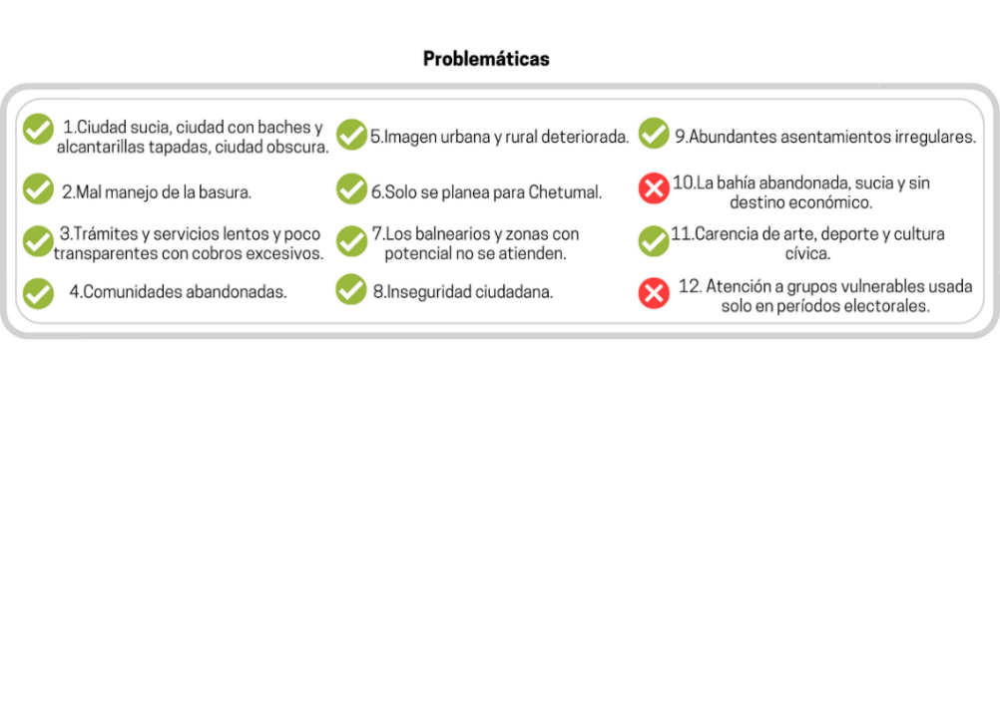 Problemáticas
1.Ciudad sucia, ciudad con baches y
alcantarillas tapadas, ciudad obscura.
2.Mal manejo de la basura.
3.Trámites y servicios lentos y poco
transparentes con cobros excesivos.
4.Comunidades abandonadas.
5.Imagen urbana y rural deteriorada.
6.Solo se planea para Chetumal.
7.Los balnearios y zonas con
potencial no se atienden.
8.Inseguridad ciudadana.
9.Abundantes asentamientos irregulares.
10.La bahía abandonada, sucia y sin
destino económico.
11.Carencia de arte, deporte y cultura
cívica.
12. Atención a grupos vulnerables usada
solo en períodos electorales.